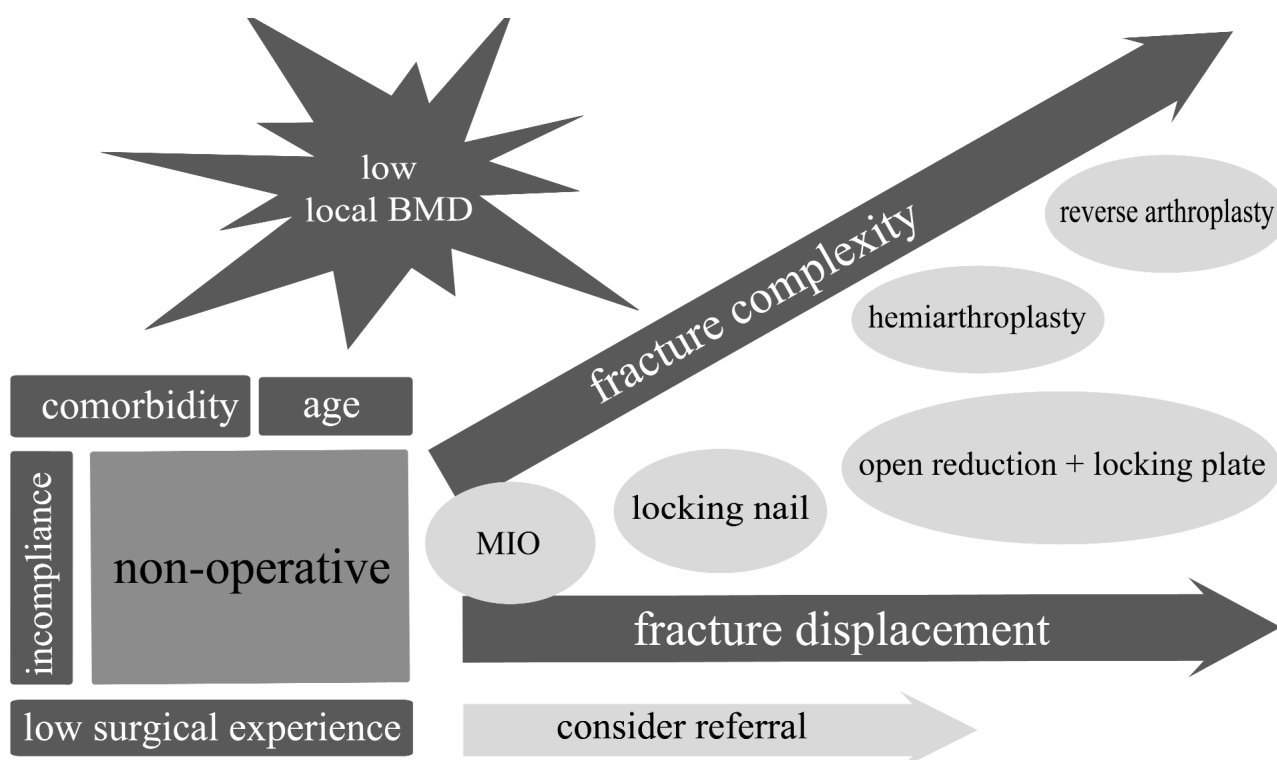 low
local BMD
reverse arthroplasty
fracture complexity
hemiarthroplasty
comorbidity
age
open reduction + locking plate
locking nail
incompliance
MIO
non-operative
fracture displacement
low surgical experience
consider referral